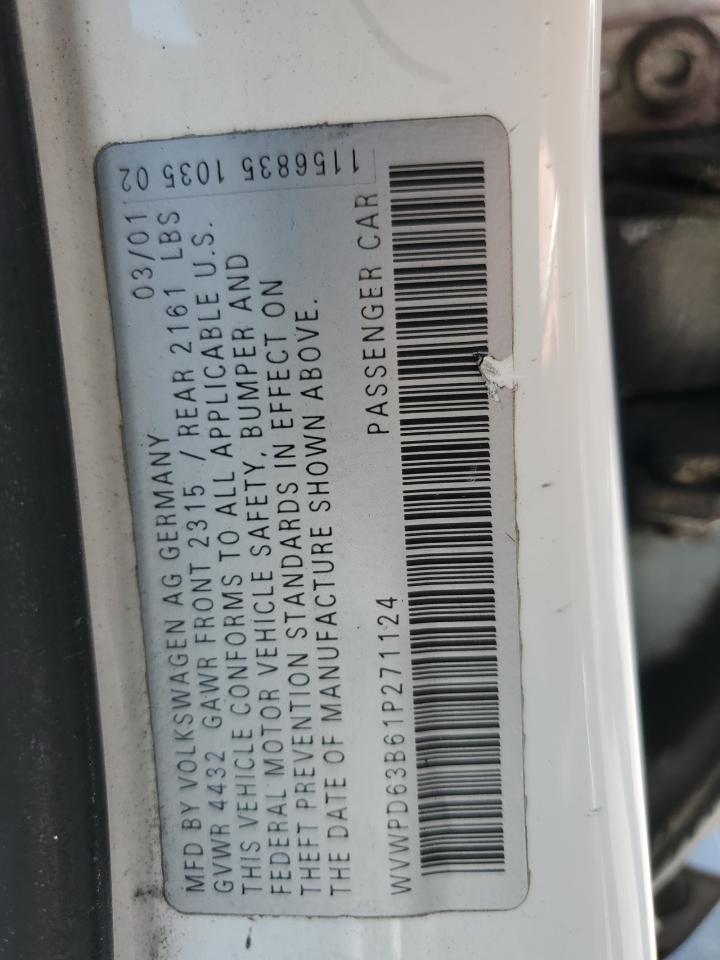 MFD BY VOLKSWAGEN AG GERMANY 03/01
GVWR 4432 GAWR FRONT 2315 / REAR 2161 LBS
THIS VEHICLE CONFORMS TO ALL APPLICABLE U.S.
FEDERAL MOTOR VEHICLE SAFETY, BUMPER AND
THEFT PREVENTION STANDARDS IN EFFECT ON
THE DATE OF MANUFACTURE SHOWN ABOVE.
WVWPD63B61P271124 PASSENGER CAR
1156835 1035 02